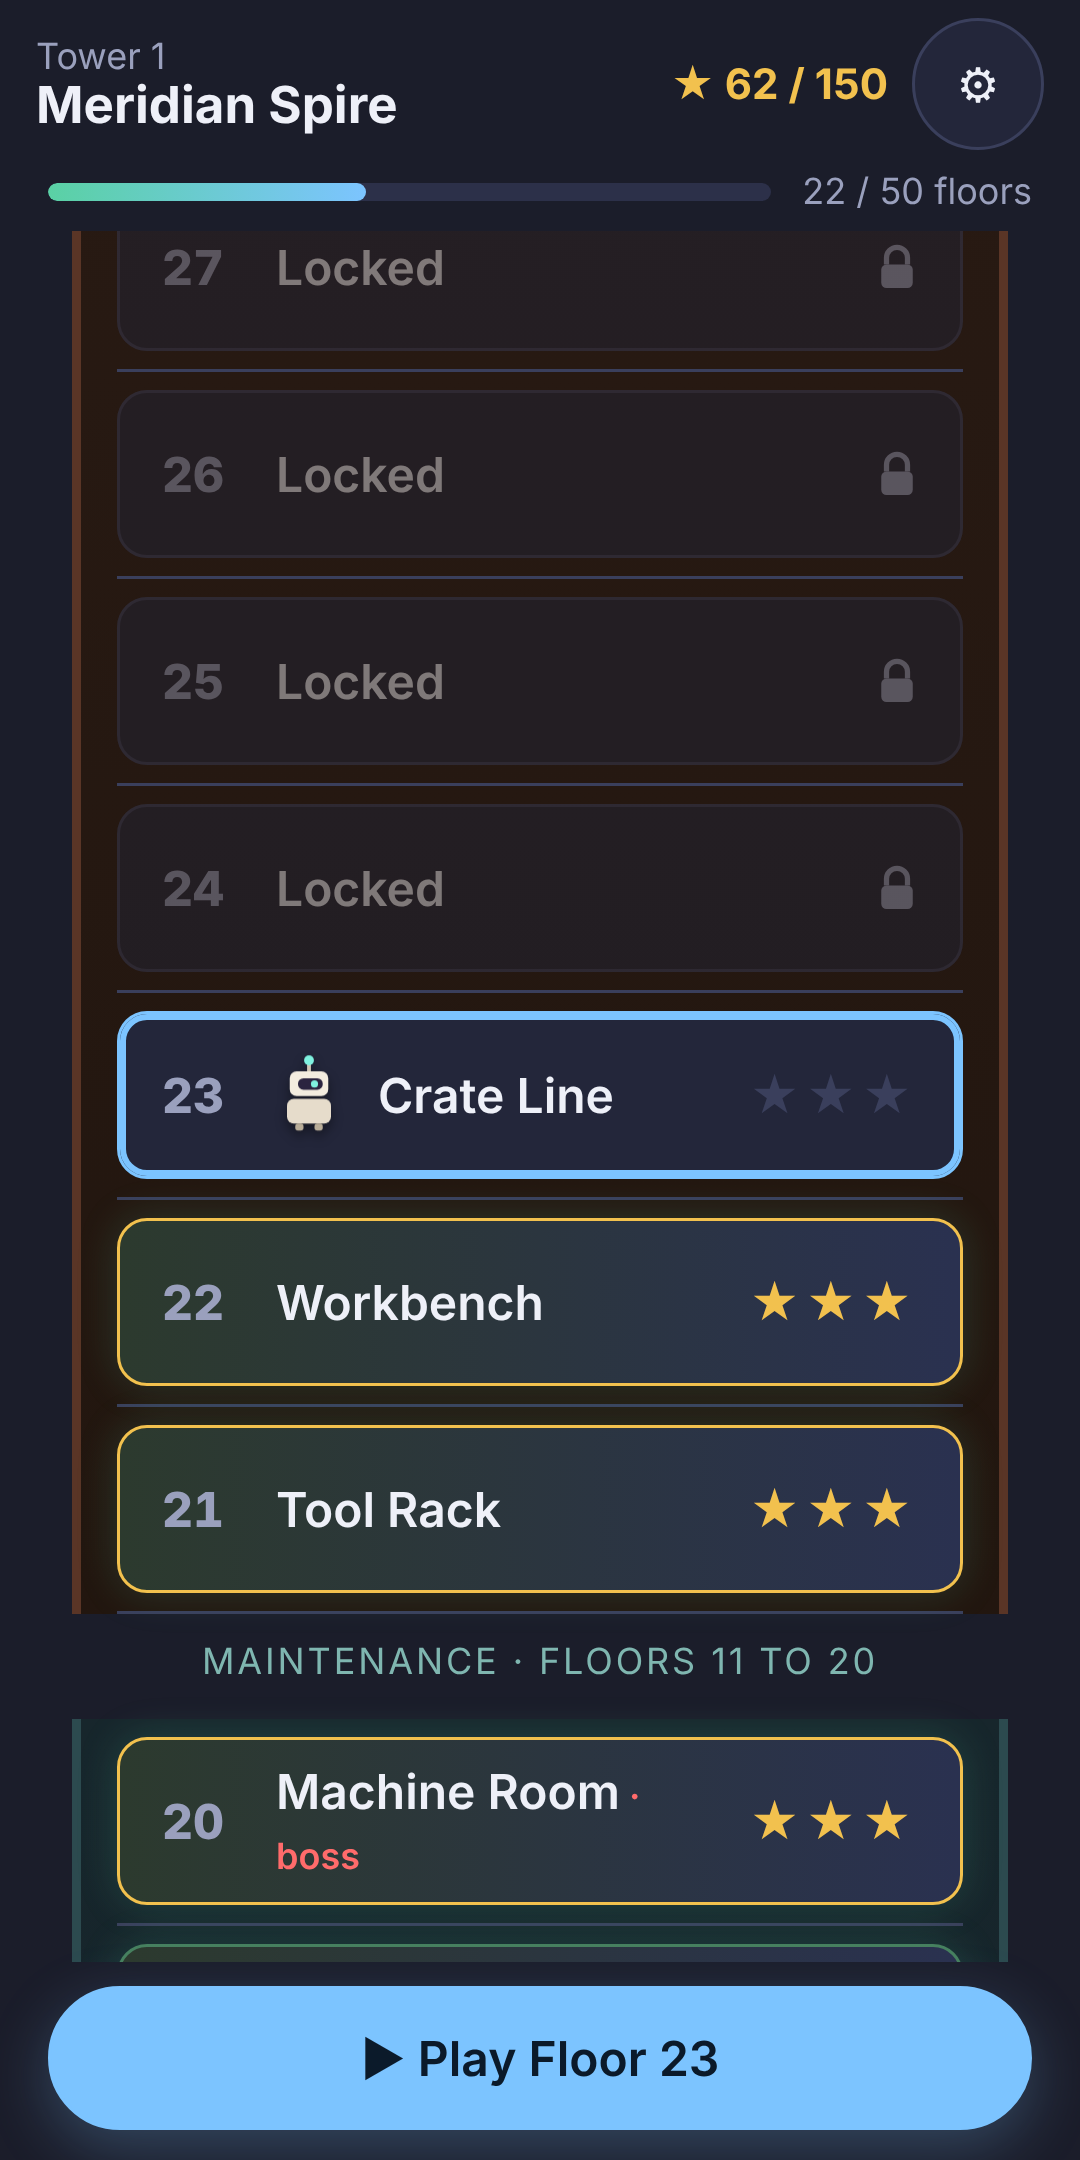 Tower 1
Meridian Spire
★ 62 / 150
22 / 50 floors
27 Locked
26 Locked
25 Locked
24 Locked
23 Crate Line ★★★
22 Workbench ★★★
21 Tool Rack ★★★
MAINTENANCE · FLOORS 11 TO 20
20 Machine Room ·
boss ★★★
▶ Play Floor 23